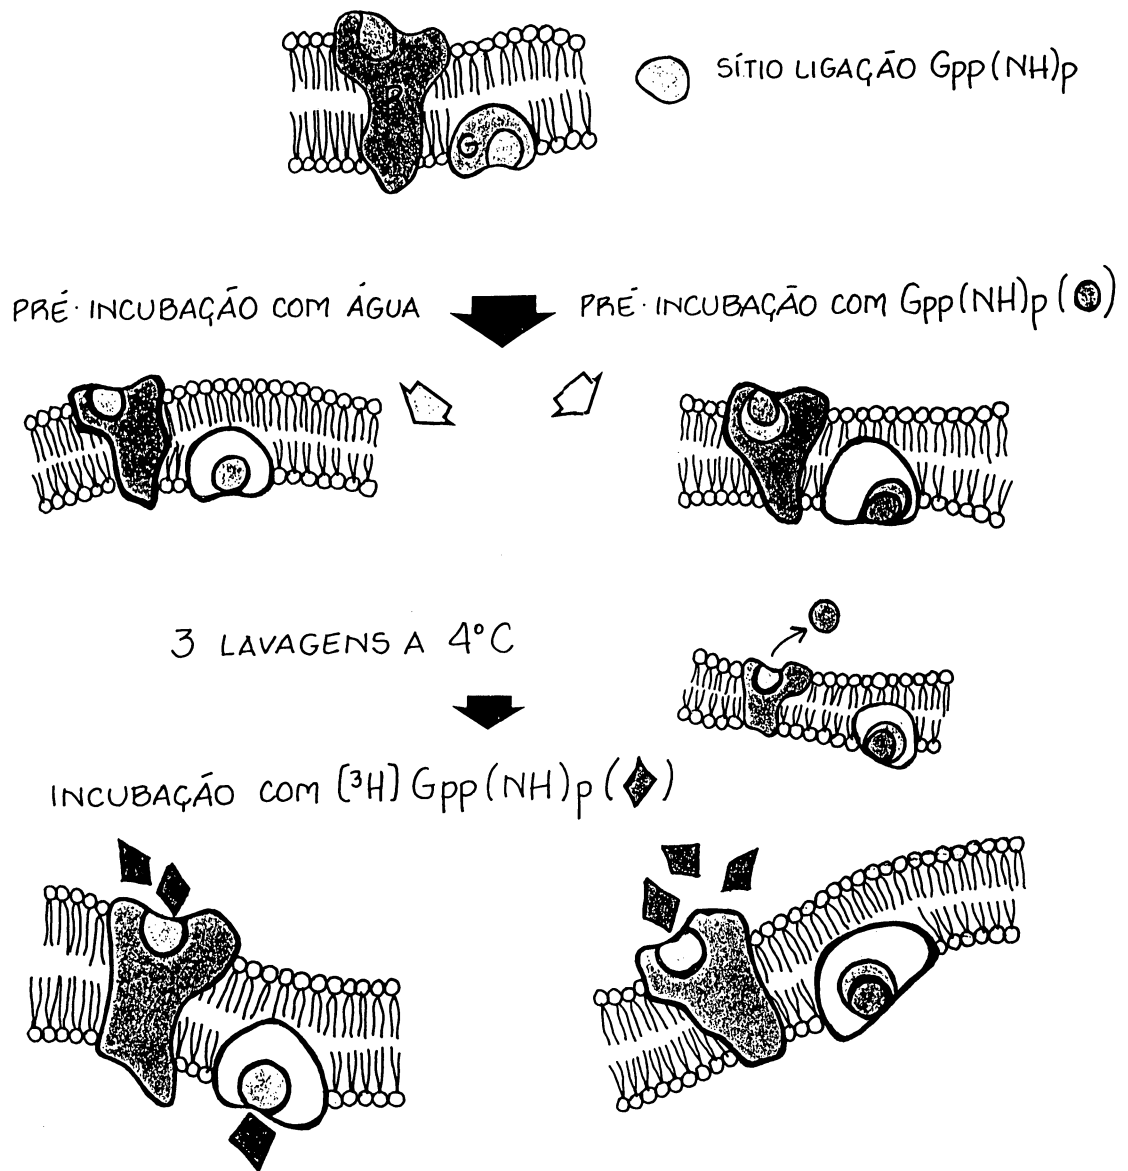 SÍTIO LIGAÇÃO Gpp(NH)p
R
G
PRÉ·INCUBAÇÃO COM ÁGUA
PRÉ·INCUBAÇÃO COM Gpp(NH)p ( )
3 LAVAGENS A 4°C
INCUBAÇÃO COM [³H] Gpp(NH)p ( )